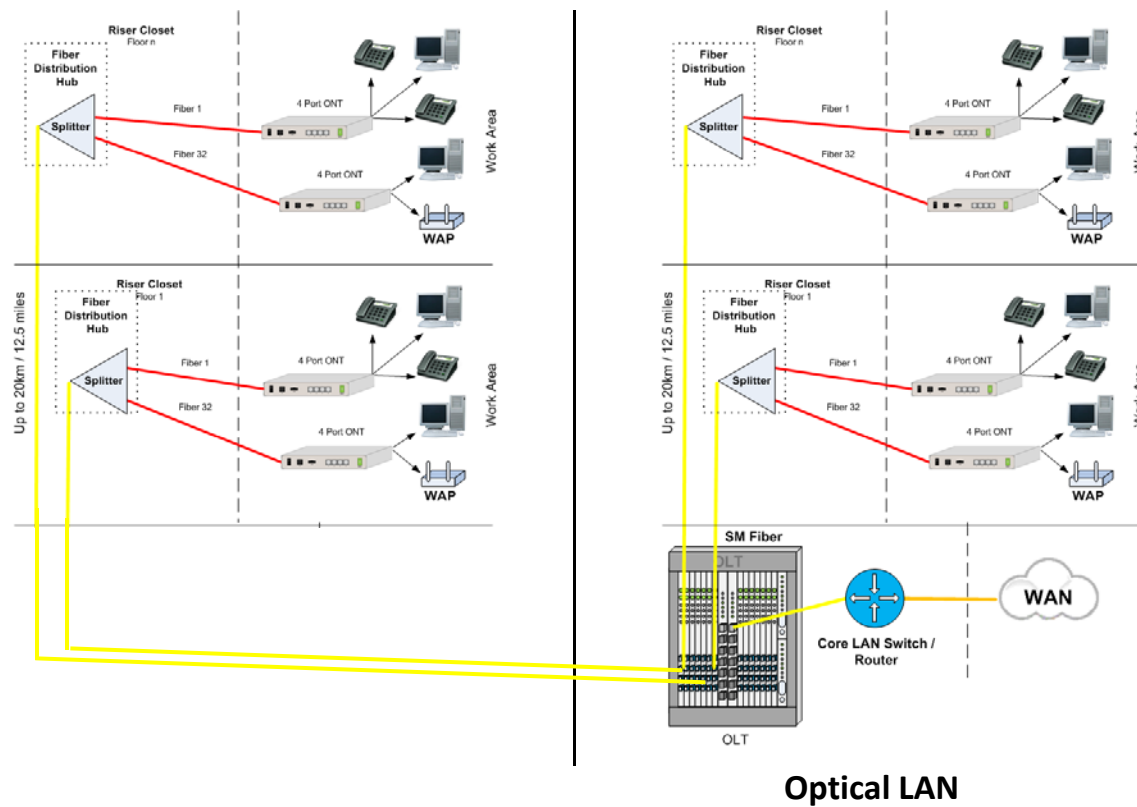 Riser Closet
Floor n
Fiber
Distribution
Hub
Splitter
Fiber 1
Fiber 32
4 Port ONT
4 Port ONT
WAP
Work Area
Up to 20km / 12.5 miles
Riser Closet
Floor 1
Fiber
Distribution
Hub
Splitter
Fiber 1
Fiber 32
4 Port ONT
4 Port ONT
WAP
Work Area
Riser Closet
Floor n
Fiber
Distribution
Hub
Splitter
Fiber 1
Fiber 32
4 Port ONT
4 Port ONT
WAP
Work Area
Up to 20km / 12.5 miles
Riser Closet
Floor 1
Fiber
Distribution
Hub
Splitter
Fiber 1
Fiber 32
4 Port ONT
4 Port ONT
WAP
Work Area
SM Fiber
OLT
Core LAN Switch /
Router
WAN
OLT
Optical LAN